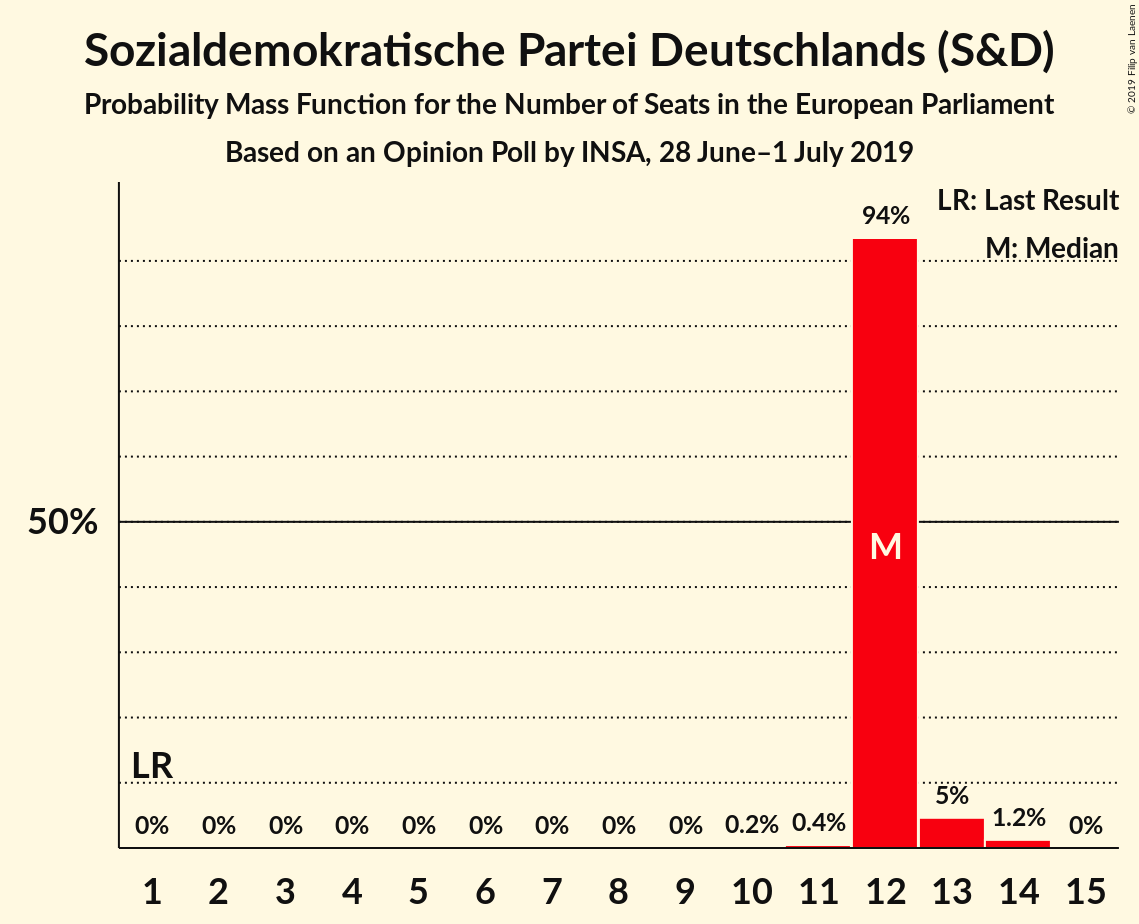 Sozialdemokratische Partei Deutschlands (S&D)
Probability Mass Function for the Number of Seats in the European Parliament
Based on an Opinion Poll by INSA, 28 June–1 July 2019
© 2019 Filip van Laenen
LR: Last Result
M: Median
94%
50%
M
LR
0% 0% 0% 0% 0% 0% 0% 0% 0% 0.2% 0.4% 5% 1.2% 0%
1 2 3 4 5 6 7 8 9 10 11 12 13 14 15